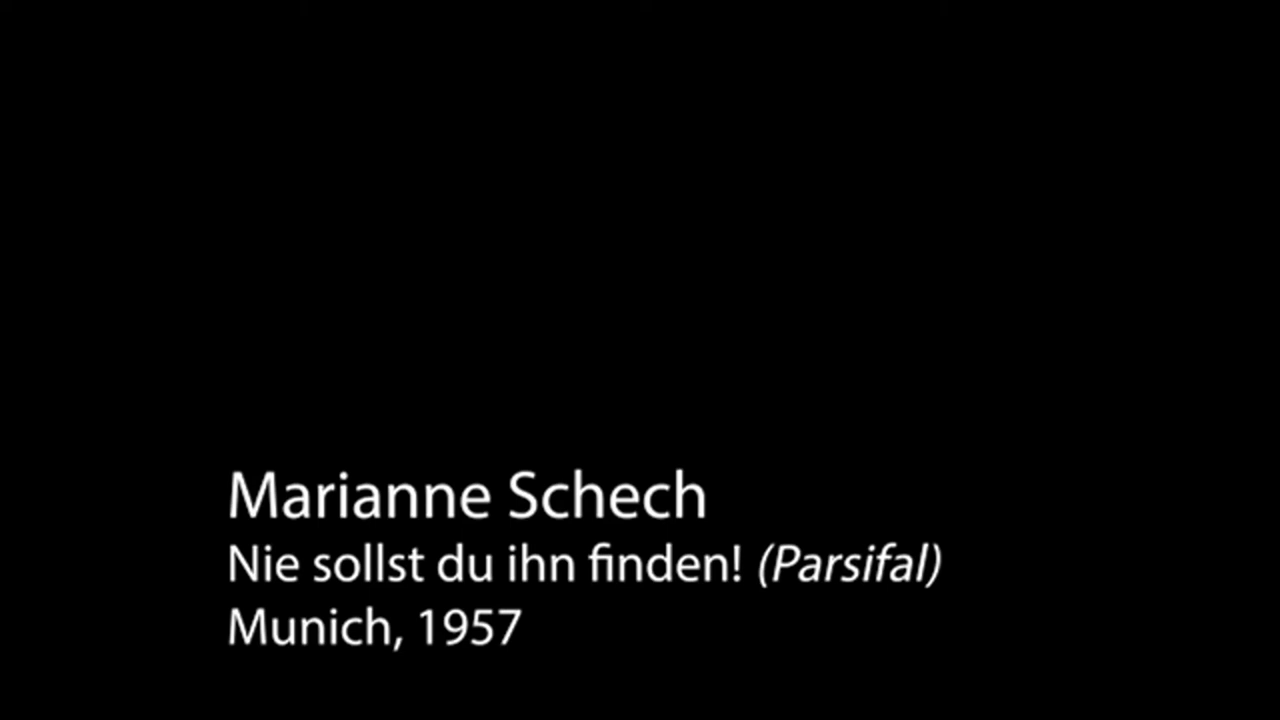 Marianne Schech
Nie sollst du ihn finden! (Parsifal)
Munich, 1957